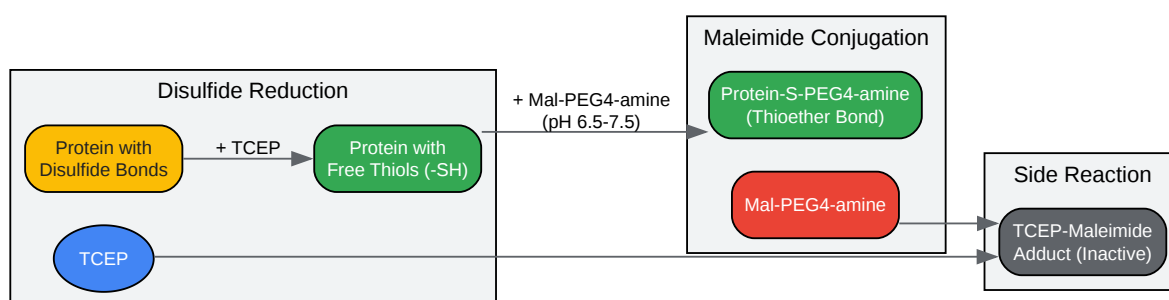 Disulfide Reduction
Protein with
Disulfide Bonds
+ TCEP
Protein with
Free Thiols (-SH)
TCEP
+ Mal-PEG4-amine
(pH 6.5-7.5)
Maleimide Conjugation
Protein-S-PEG4-amine
(Thioether Bond)
Mal-PEG4-amine
Side Reaction
TCEP-Maleimide
Adduct (Inactive)